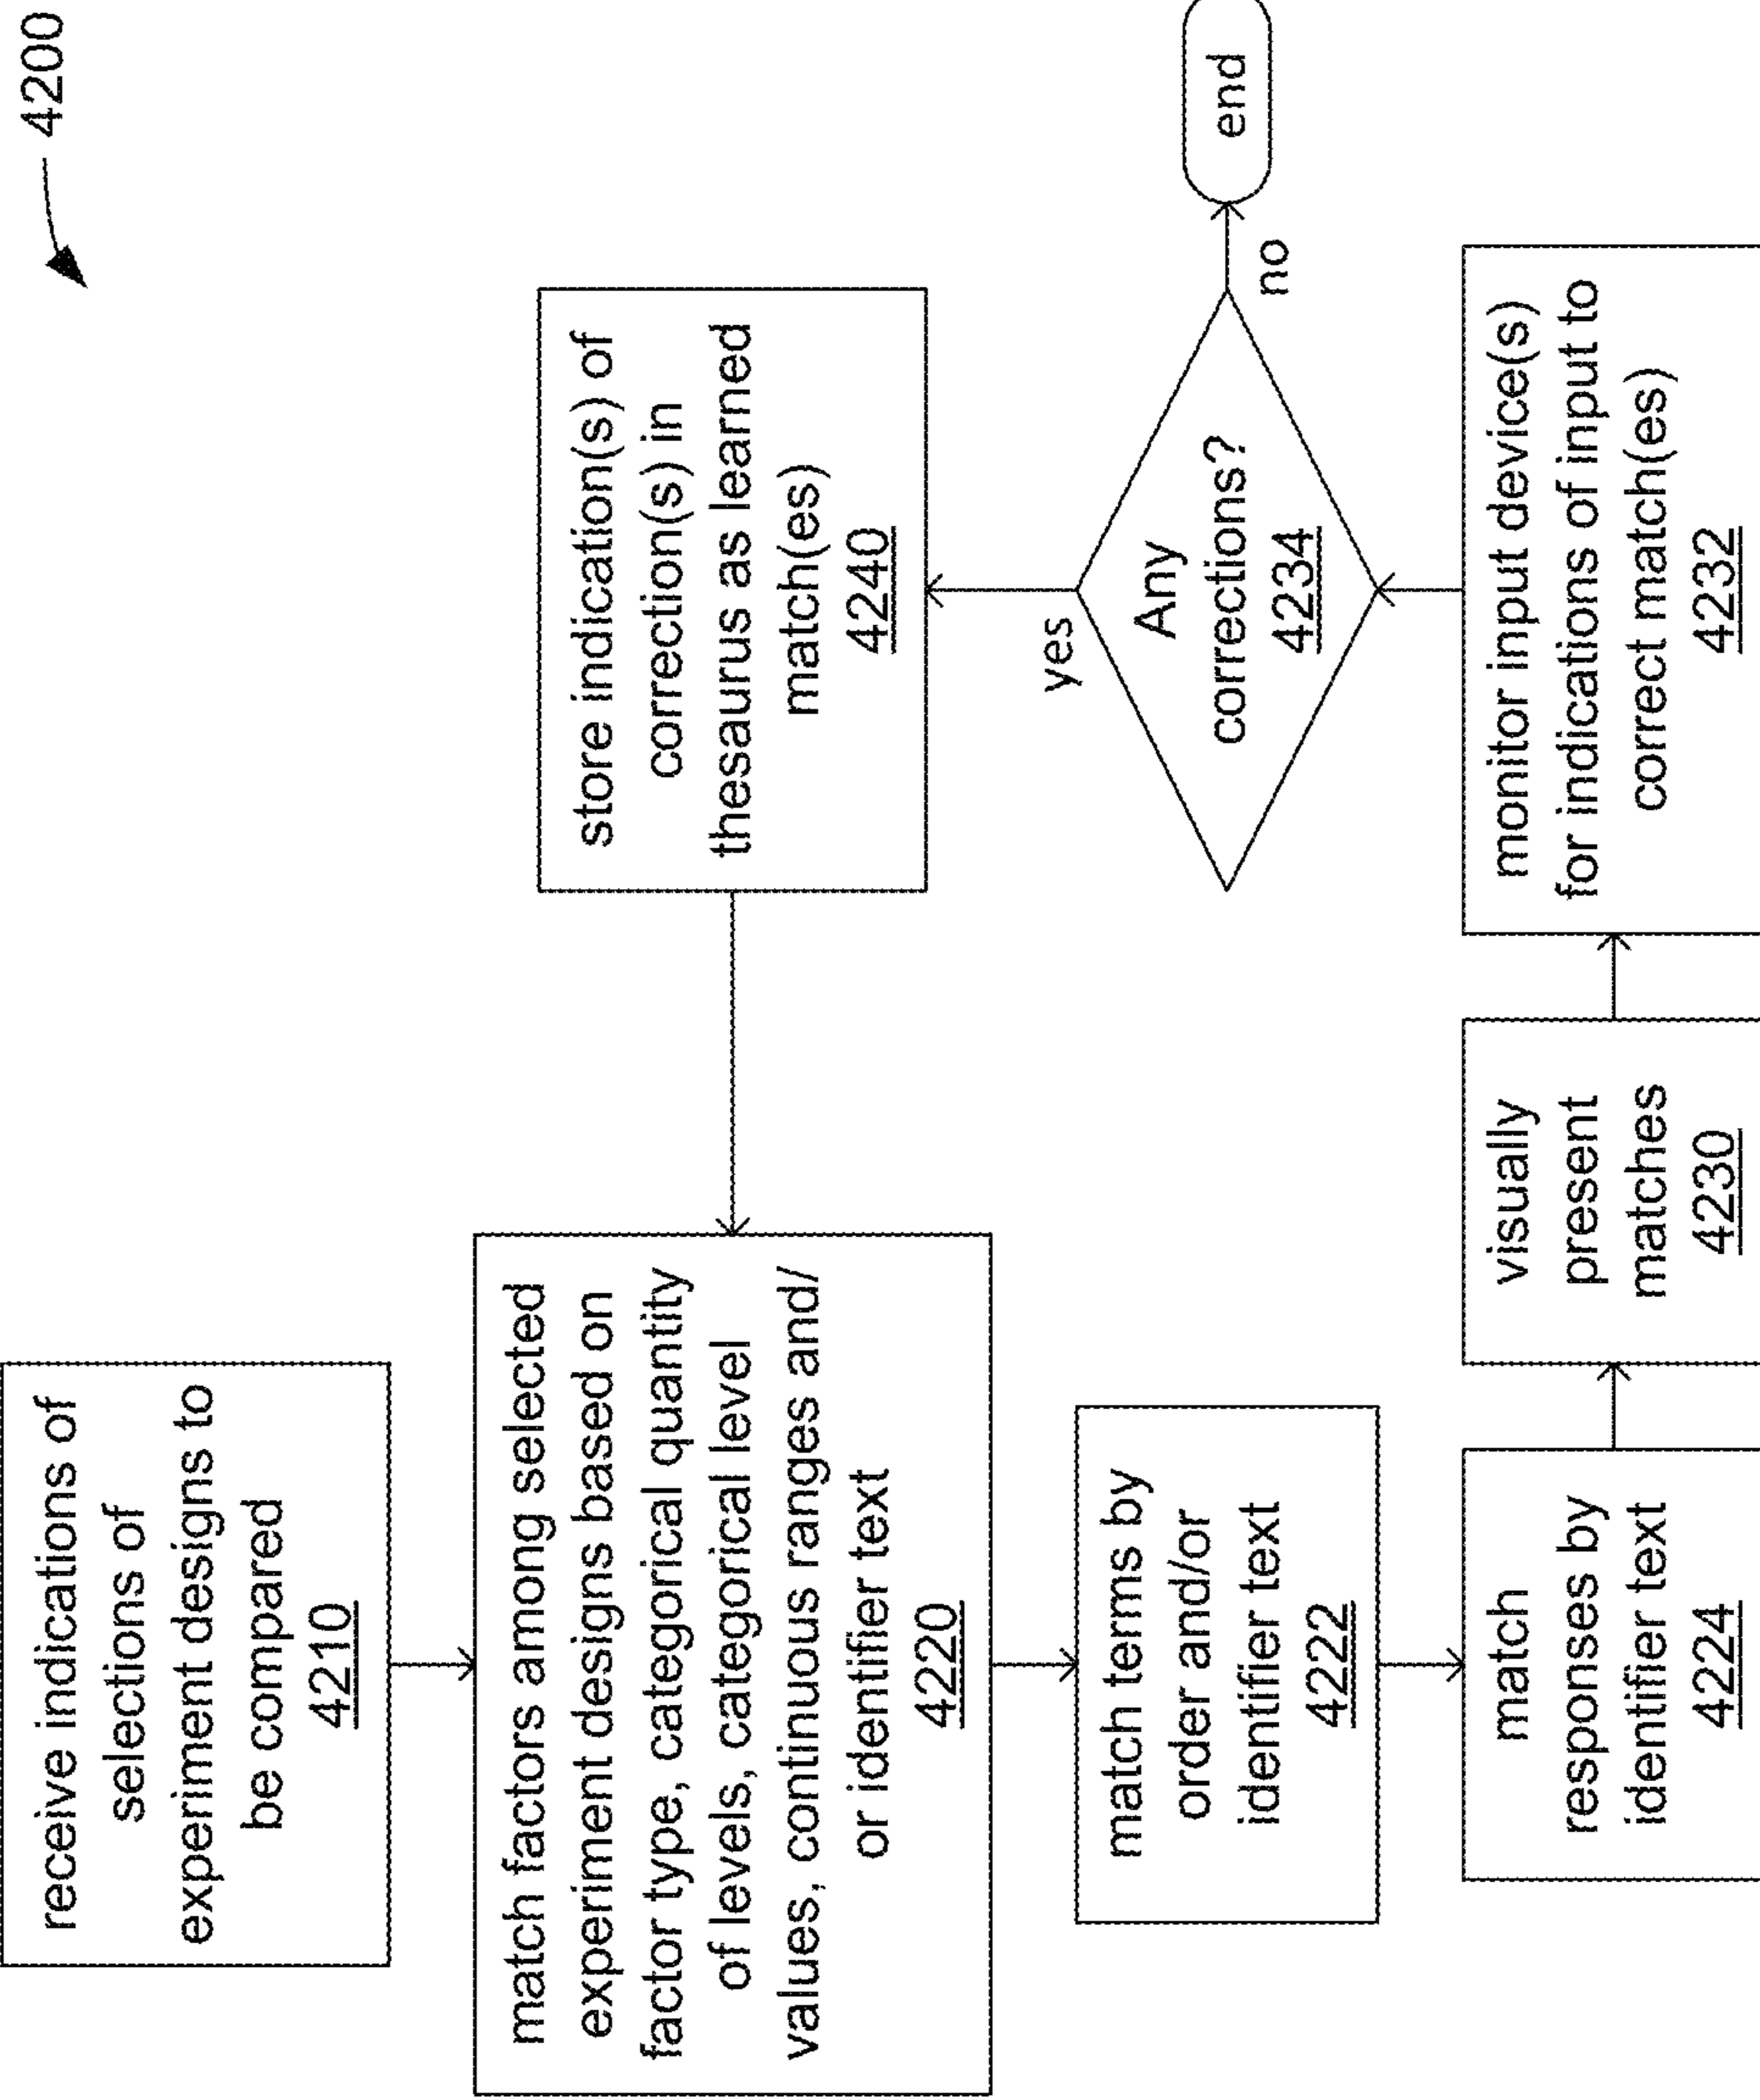 4200
receive indications of
selections of
experiment designs to
be compared
4210
match factors among selected
experiment designs based on
factor type, categorical quantity
of levels, categorical level
values, continuous ranges and/
or identifier text
4220
match terms by
order and/or
identifier text
4222
match
responses by
identifier text
4224
visually
present
matches
4230
monitor input device(s)
for indications of input to
correct match(es)
4232
Any
corrections?
4234
yes
no
end
store indication(s) of
correction(s) in
thesaurus as learned
match(es)
4240